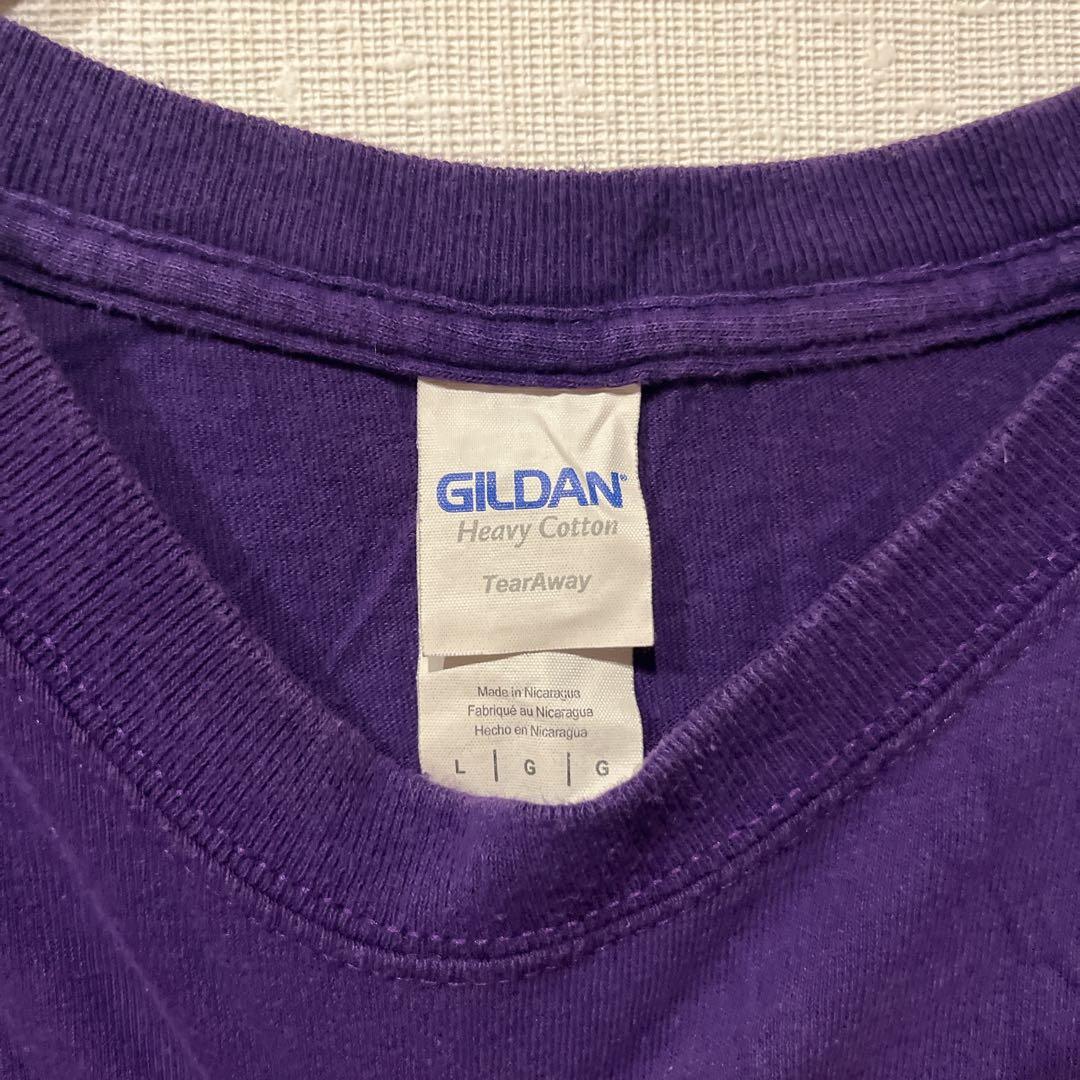 GILDAN®
Heavy Cotton
TearAway
Made in Nicaragua
Fabriqué au Nicaragua
Hecho en Nicaragua
L | G | G